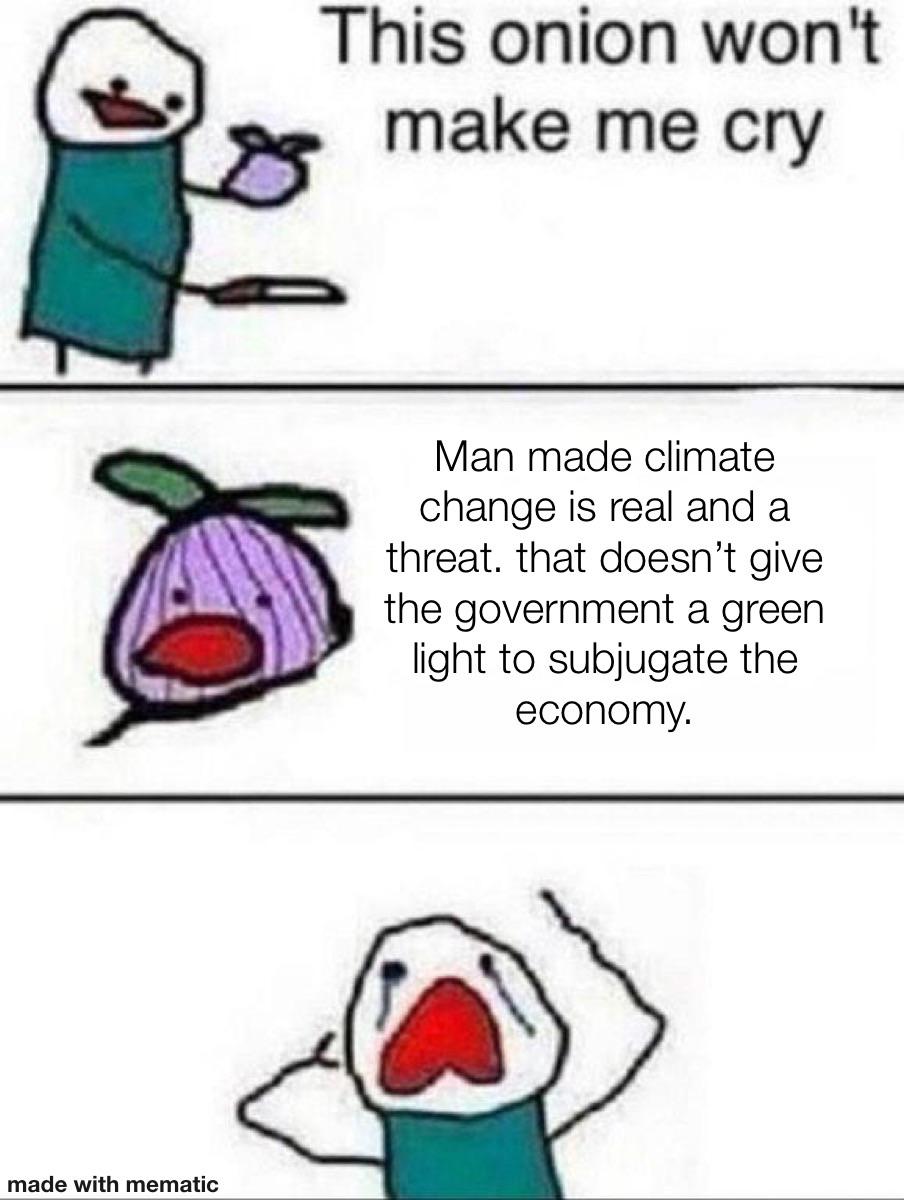 This onion won't
make me cry
Man made climate
change is real and a
threat. that doesn’t give
the government a green
light to subjugate the
economy.
made with mematic